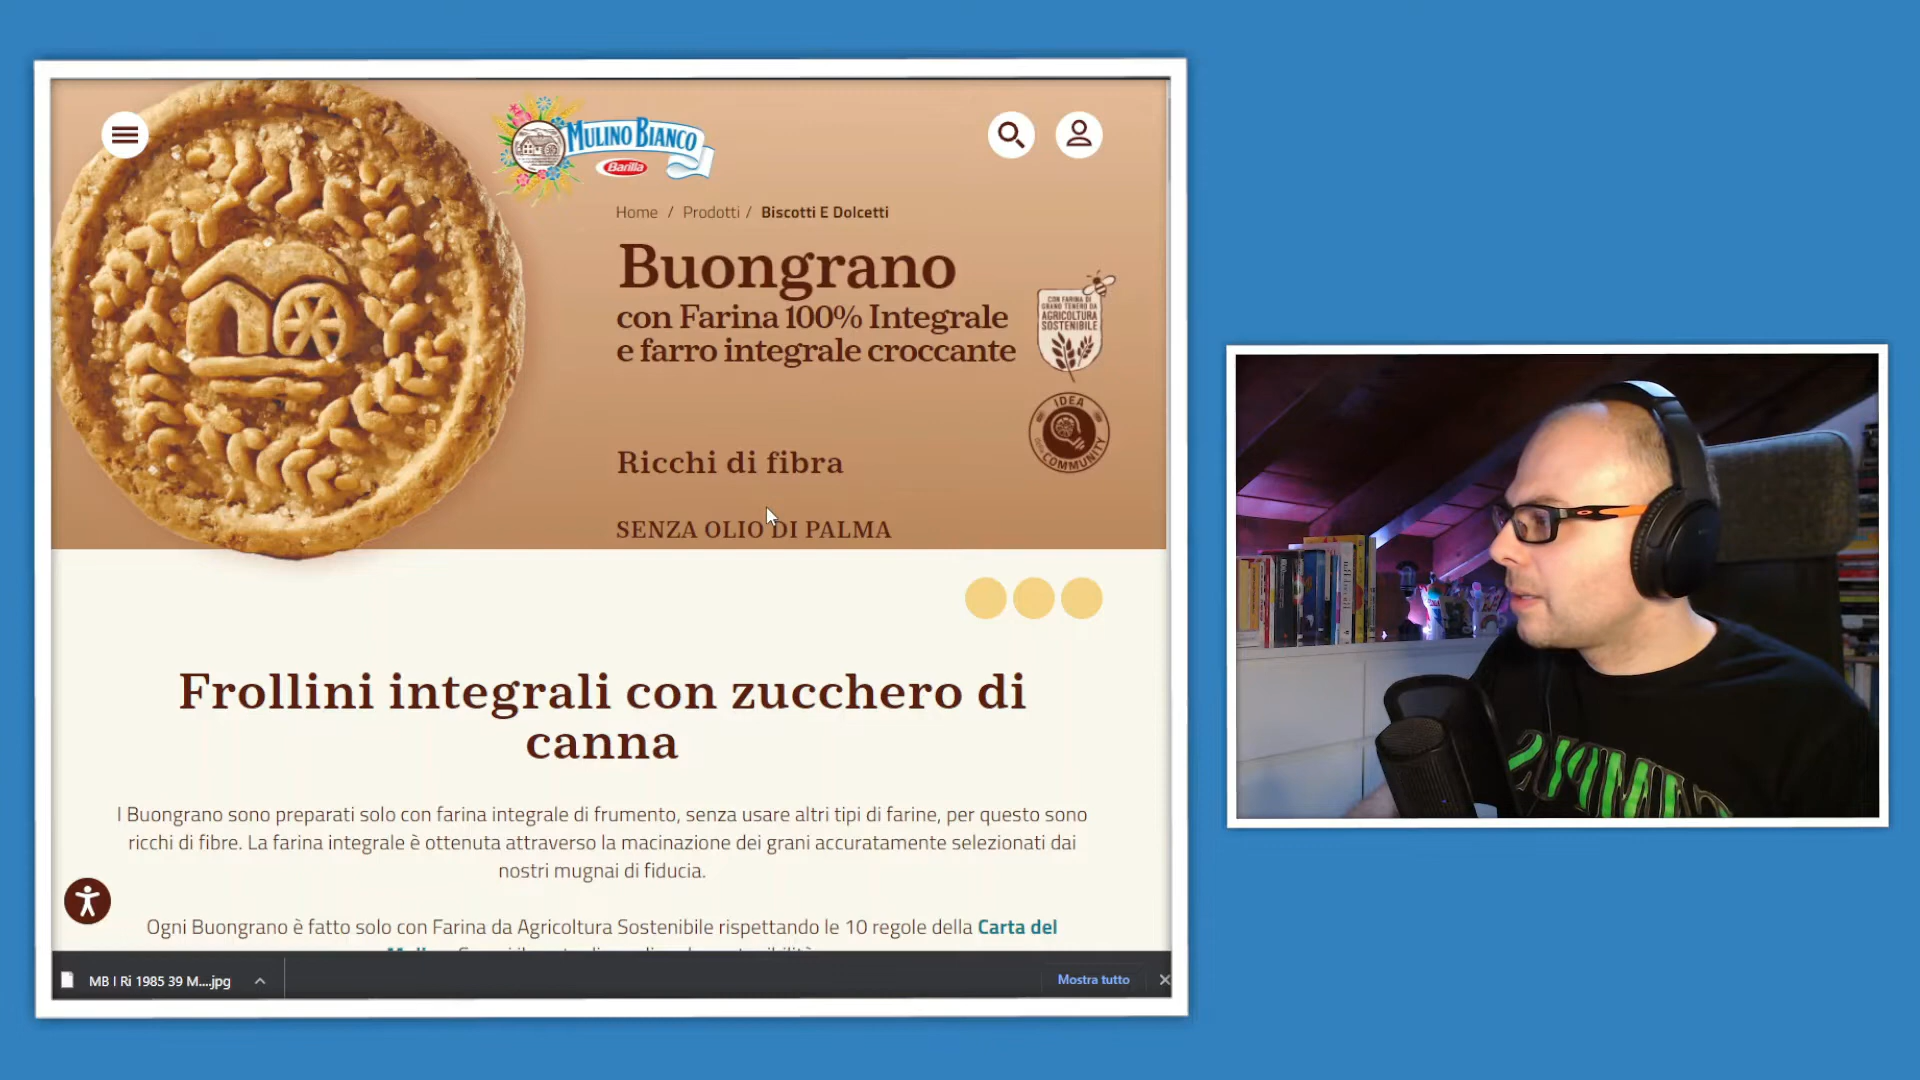 MULINO BIANCO
Barilla
Home / Prodotti / Biscotti E Dolcetti
Buongrano
con Farina 100% Integrale
e farro integrale croccante
CON FARINA DI
GRANO TENERO DA
AGRICOLTURA
SOSTENIBILE
IDEA
COMMUNITY
Ricchi di fibra
SENZA OLIO DI PALMA
Frollini integrali con zucchero di
canna
I Buongrano sono preparati solo con farina integrale di frumento, senza usare altri tipi di farine, per questo sono
ricchi di fibre. La farina integrale è ottenuta attraverso la macinazione dei grani accuratamente selezionati dai
nostri mugnai di fiducia.
Ogni Buongrano è fatto solo con Farina da Agricoltura Sostenibile rispettando le 10 regole della Carta del
MB I Ri 1985 39 M....jpg
Mostra tutto